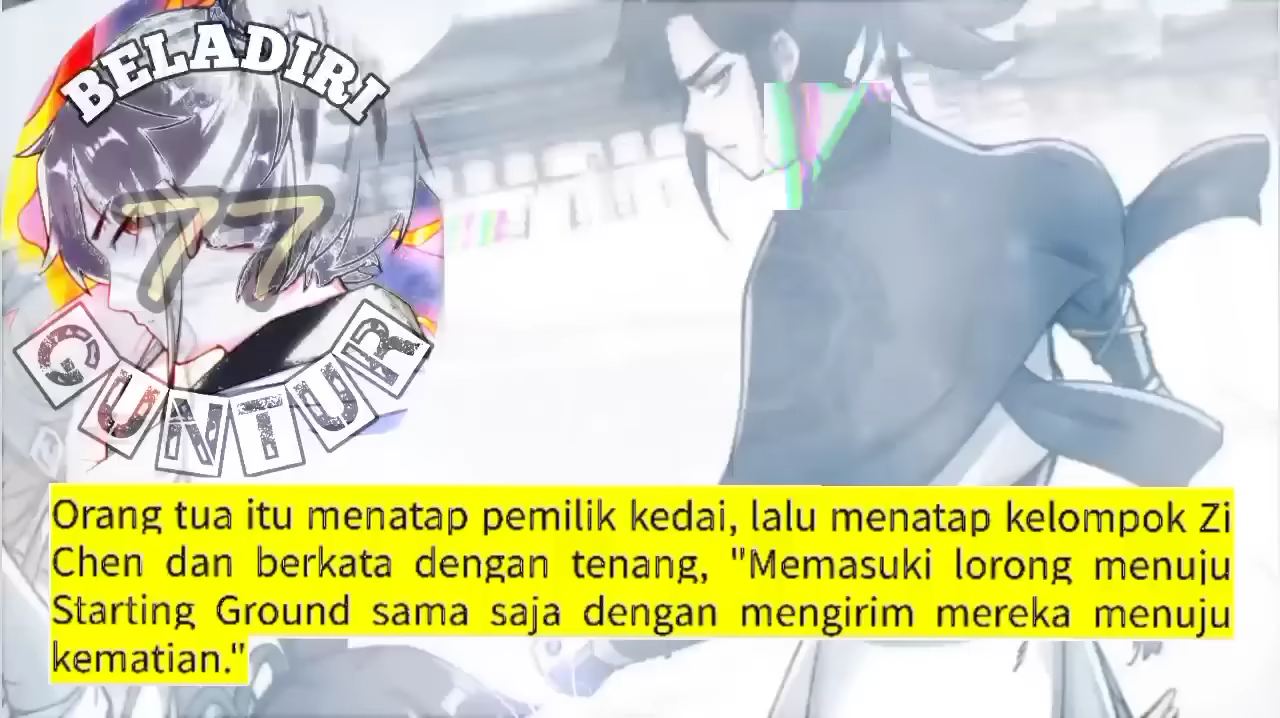 BELADIRI
77
GUNTUR
Orang tua itu menatap pemilik kedai, lalu menatap kelompok Zi
Chen dan berkata dengan tenang, "Memasuki lorong menuju
Starting Ground sama saja dengan mengirim mereka menuju
kematian."